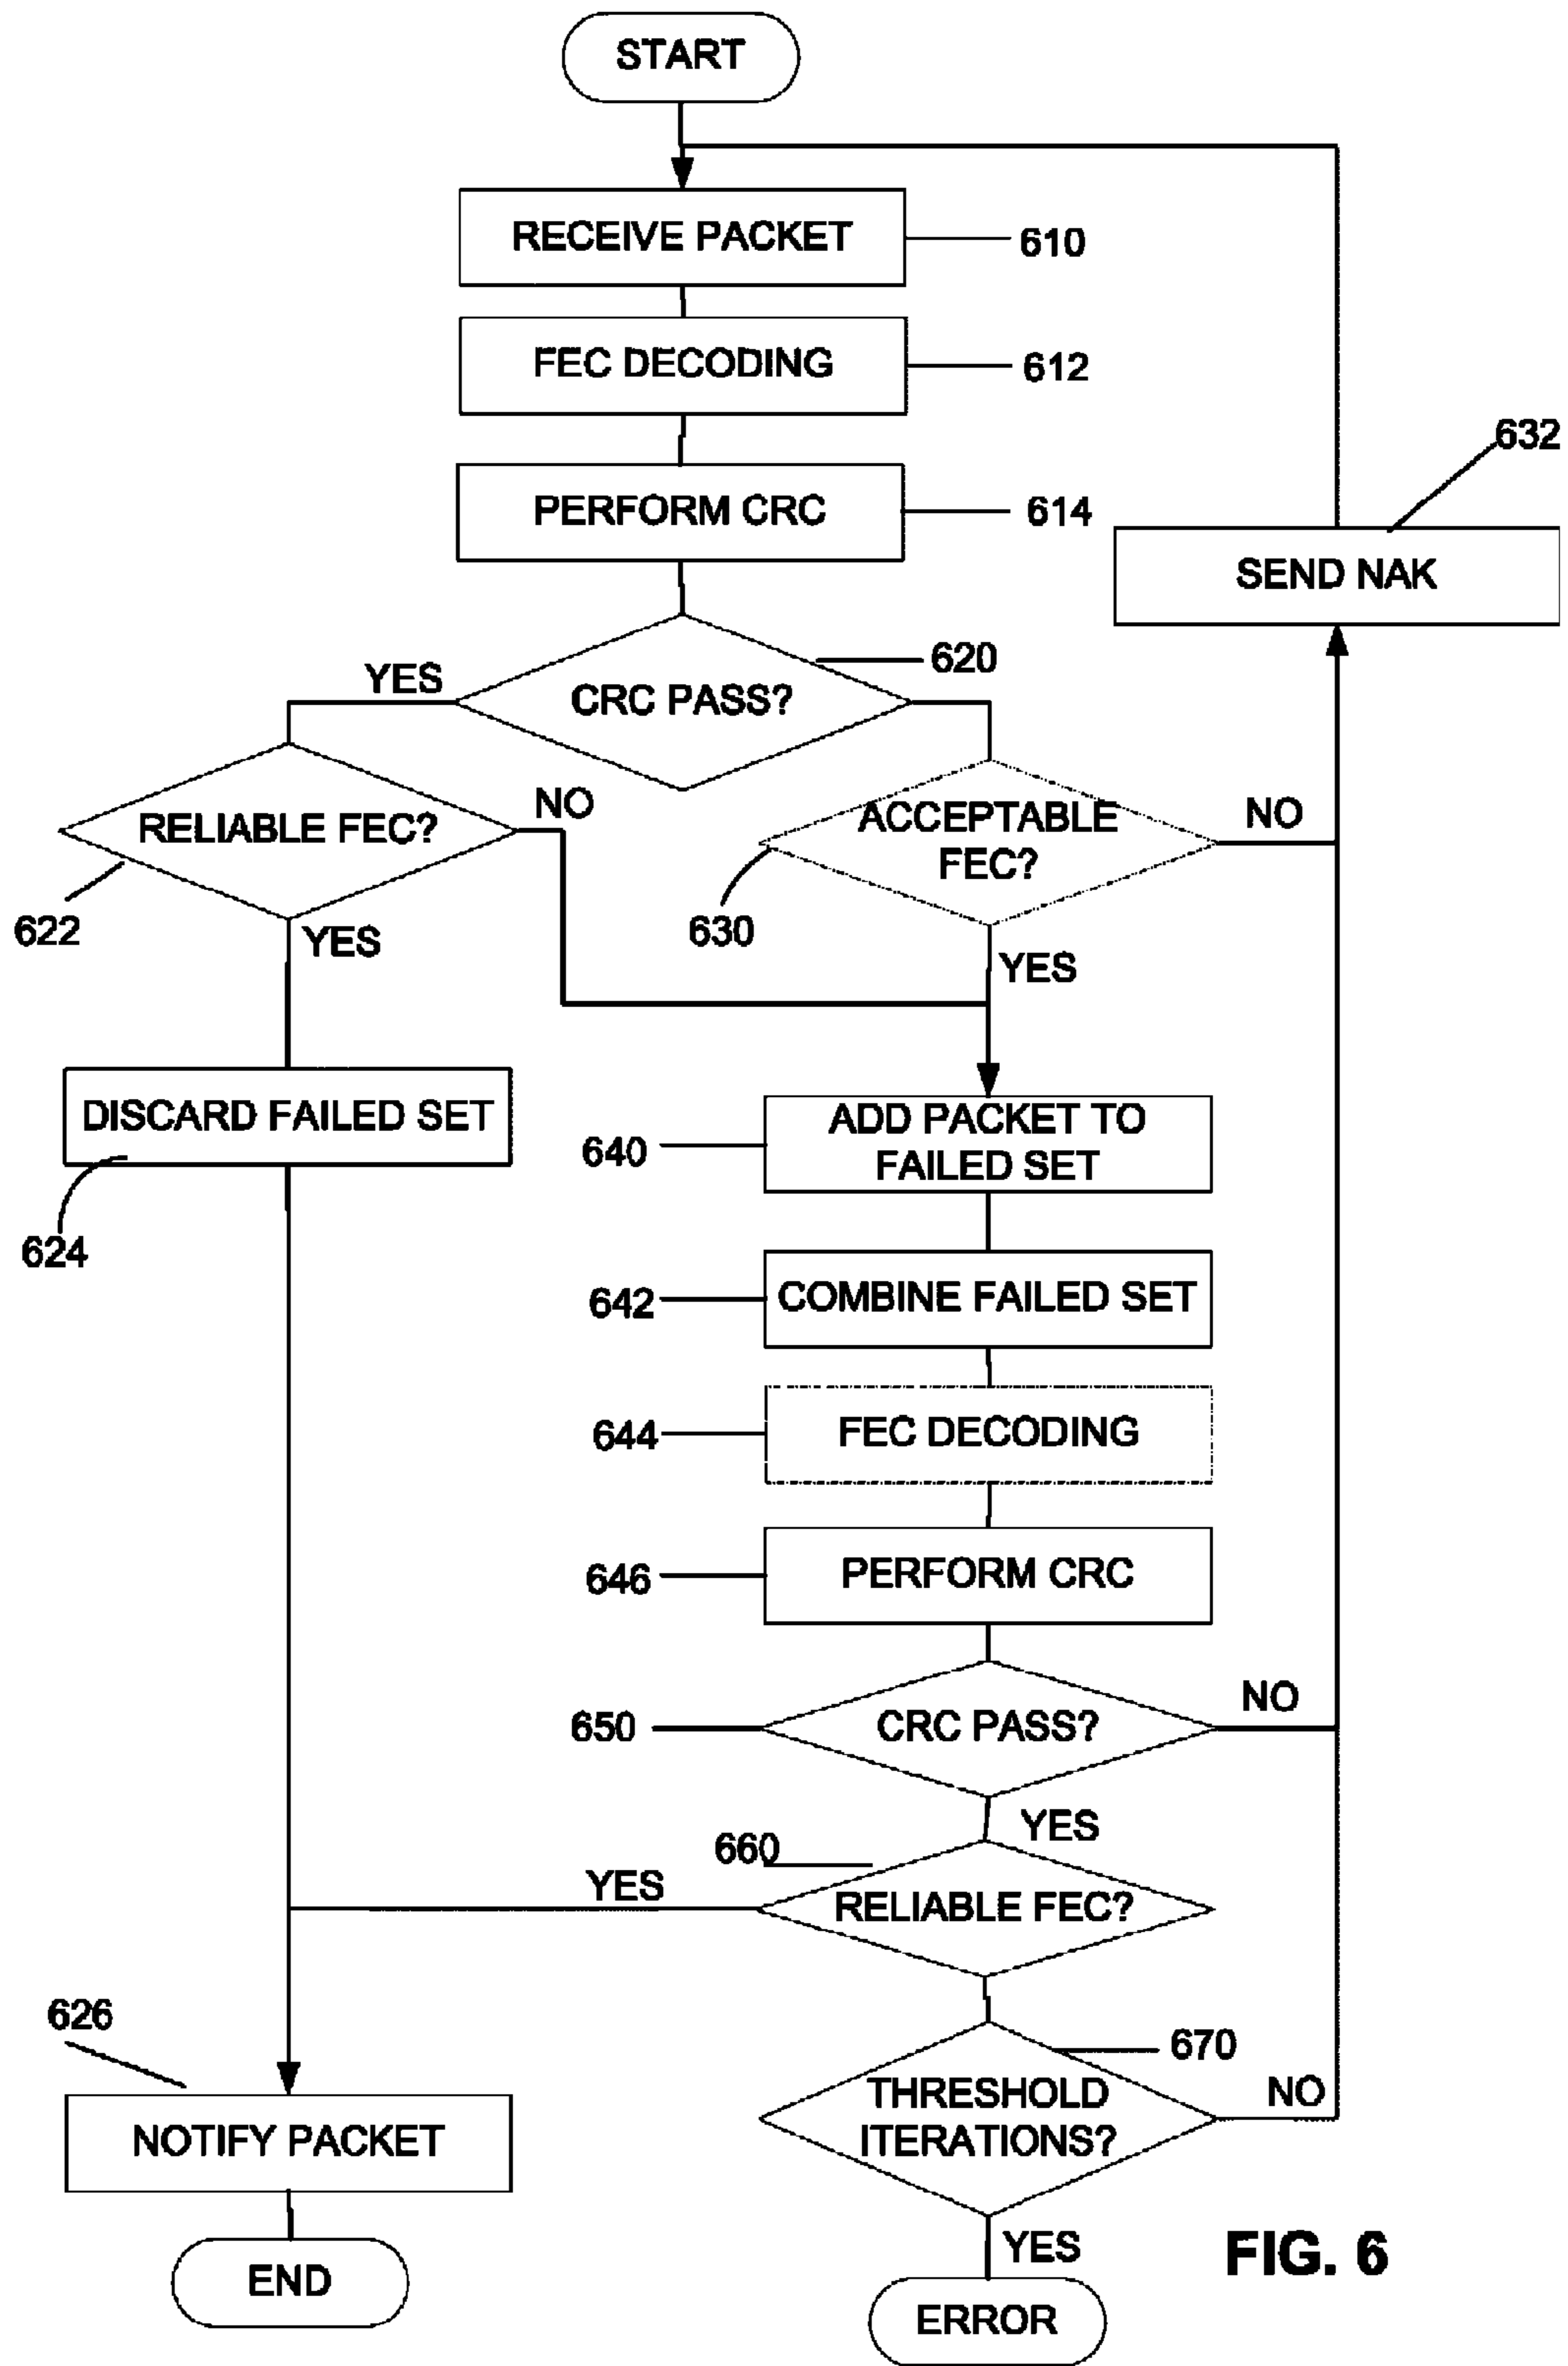 START
RECEIVE PACKET
610
FEC DECODING
612
632
PERFORM CRC
614
SEND NAK
620
YES
CRC PASS?
NO
RELIABLE FEC?
ACCEPTABLE
FEC?
NO
622
YES
630
YES
DISCARD FAILED SET
624
640
ADD PACKET TO
FAILED SET
642
COMBINE FAILED SET
644
FEC DECODING
646
PERFORM CRC
650
CRC PASS?
NO
YES
660
YES
RELIABLE FEC?
626
670
THRESHOLD
ITERATIONS?
NO
NOTIFY PACKET
YES
END
ERROR
FIG. 6